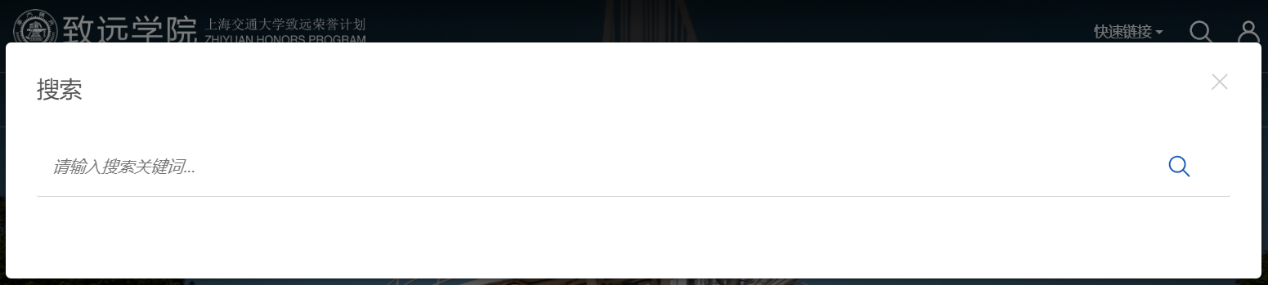 致远学院
上海交通大学致远荣誉计划
ZHIYUAN HONORS PROGRAM
快速链接
搜索
请输入搜索关键词...